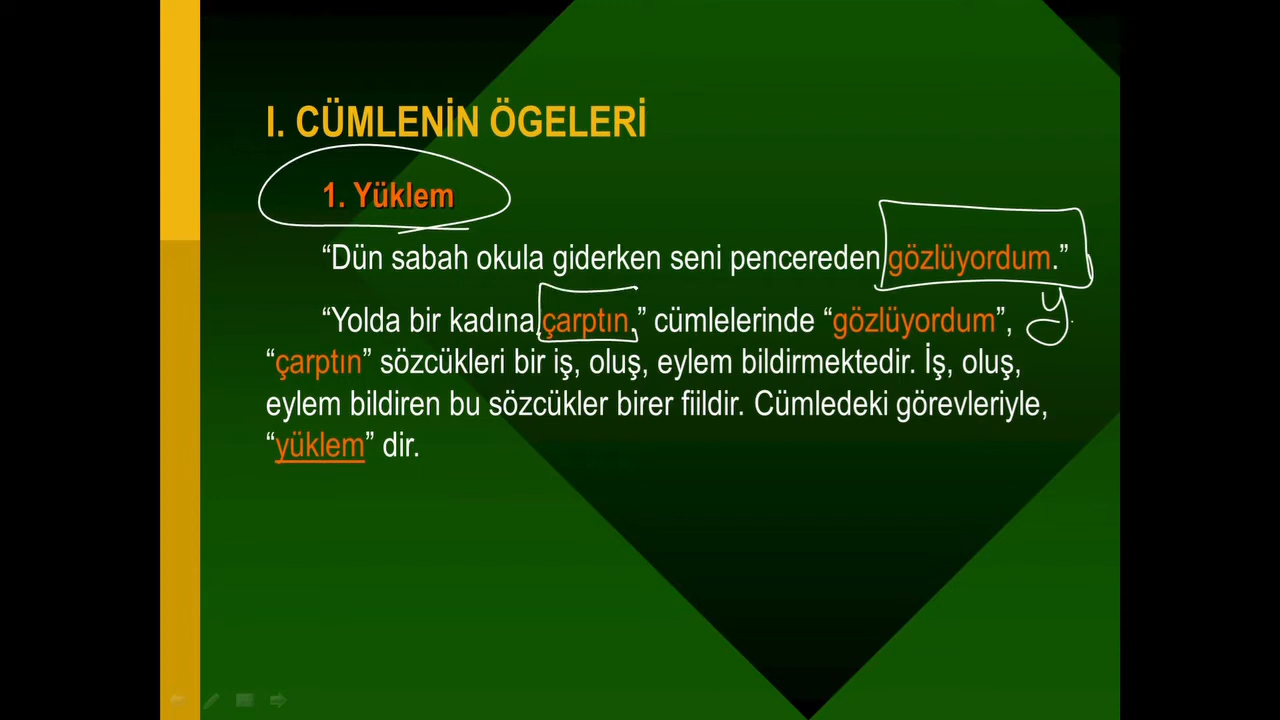 I. CÜMLENİN ÖGELERİ
1. Yüklem
“Dün sabah okula giderken seni pencereden gözlüyordum.”
y
“Yolda bir kadına çarptın.” cümlelerinde “gözlüyordum”,
“çarptın” sözcükleri bir iş, oluş, eylem bildirmektedir. İş, oluş,
eylem bildiren bu sözcükler birer fiildir. Cümledeki görevleriyle,
“yüklem” dir.